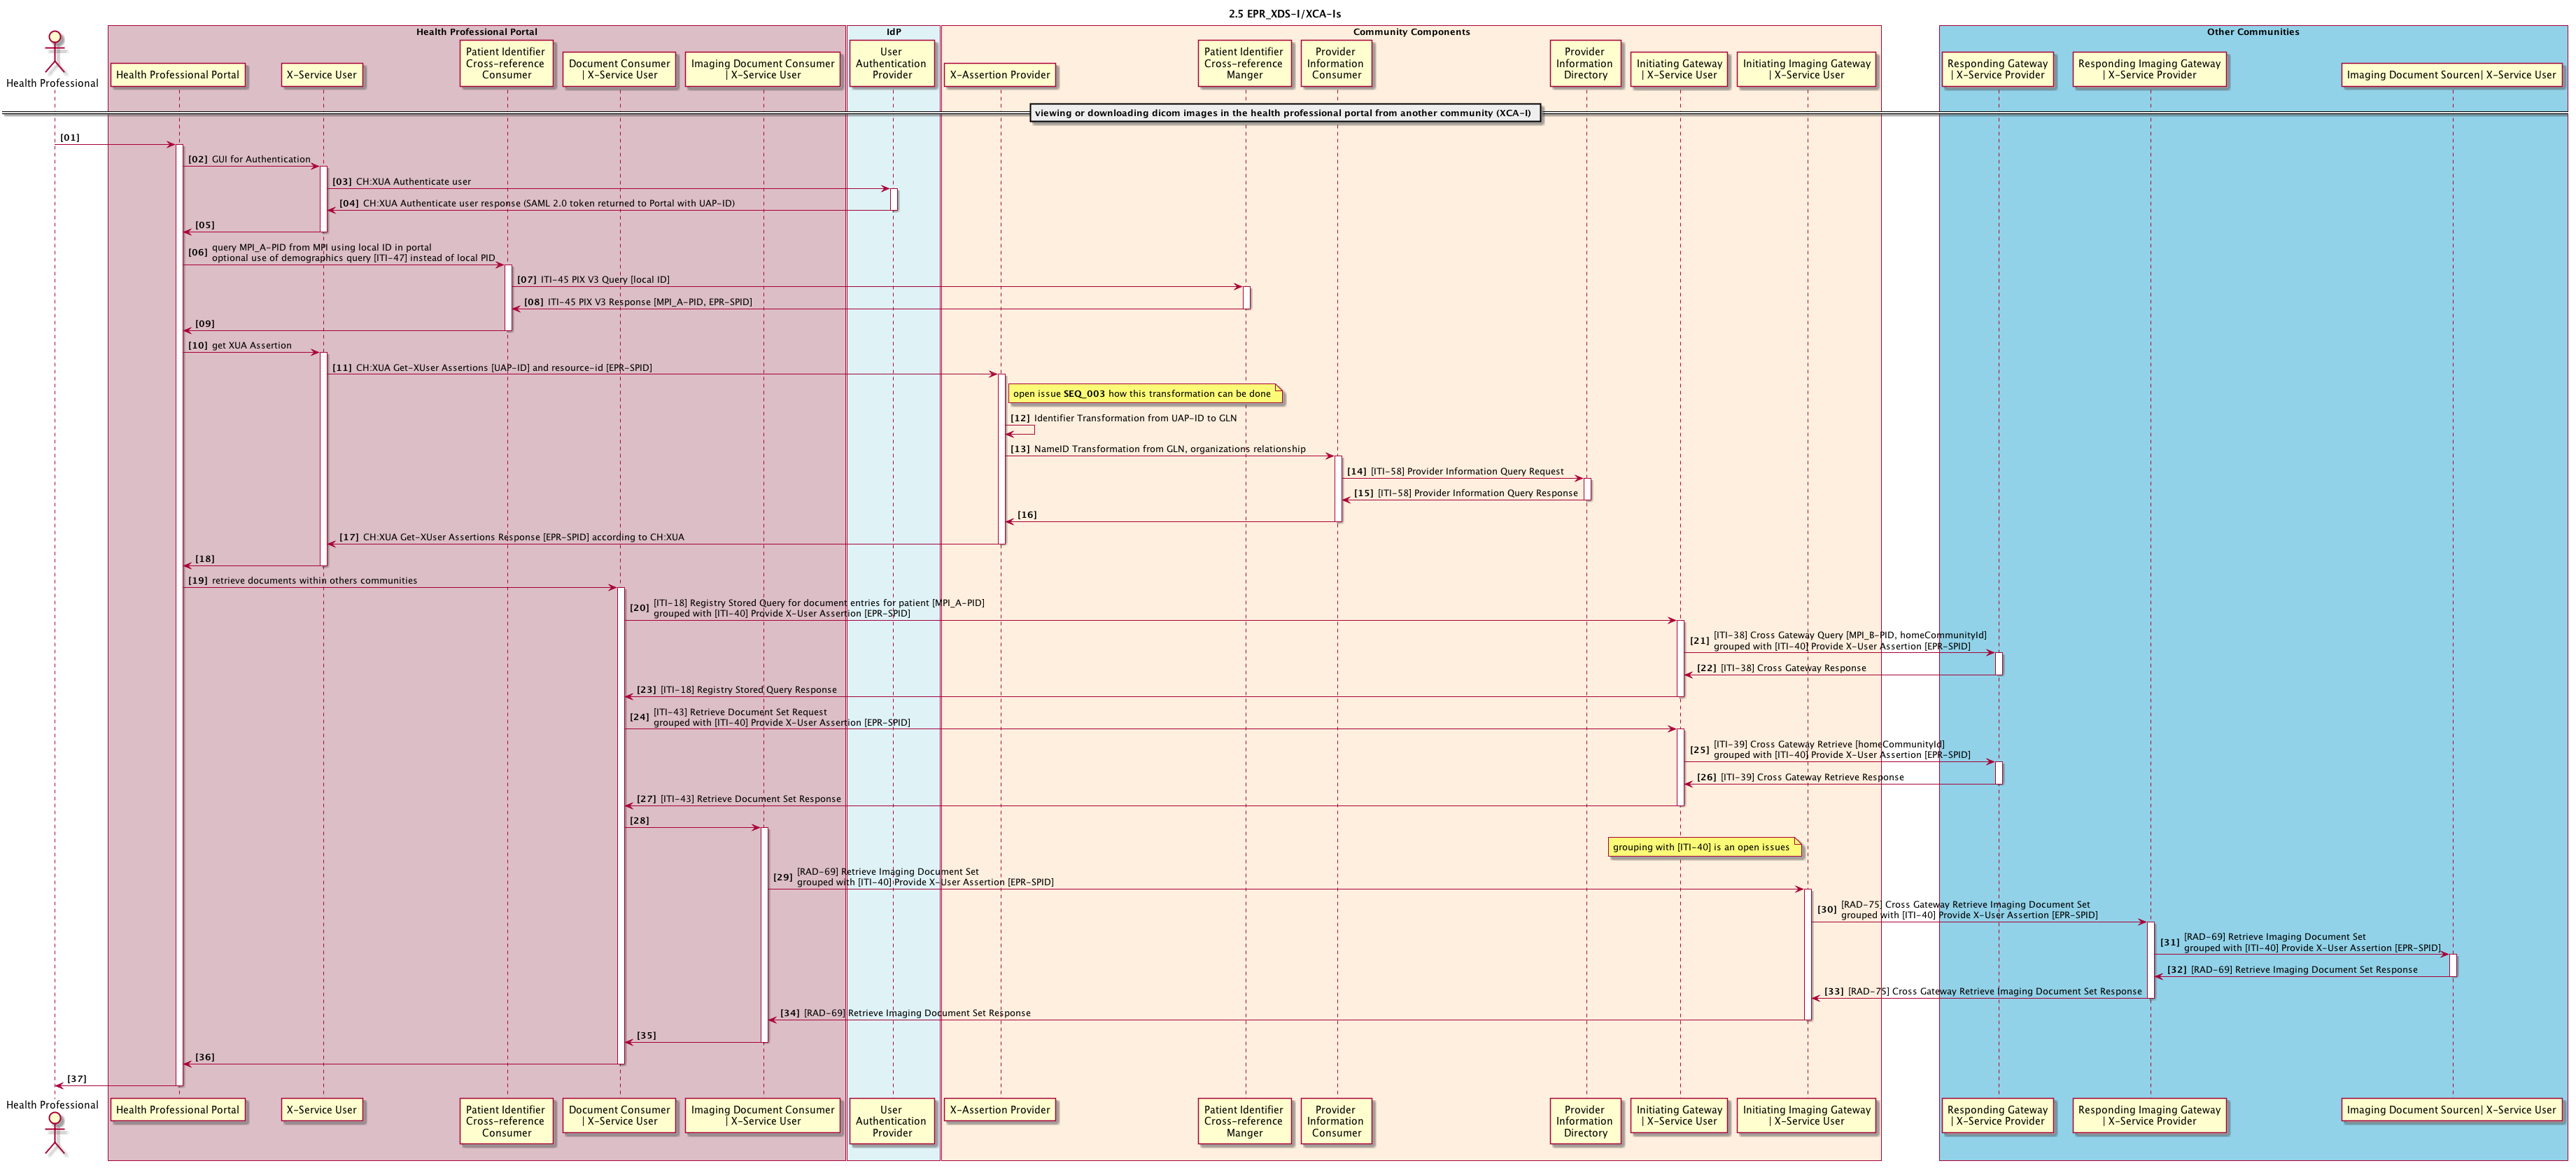 2.5 EPR_XDS-I/XCA-Is
Health Professional Portal
IdP
Community Components
Other Communities
Health Professional
Health Professional Portal
X-Service User
Patient Identifier
Cross-reference
Consumer
Document Consumer
| X-Service User
Imaging Document Consumer
| X-Service User
User
Authentication
Provider
X-Assertion Provider
Patient Identifier
Cross-reference
Manger
Provider
Information
Consumer
Provider
Information
Directory
Initiating Gateway
| X-Service User
Initiating Imaging Gateway
| X-Service User
Responding Gateway
| X-Service Provider
Responding Imaging Gateway
| X-Service Provider
Imaging Document Sourcen| X-Service User
viewing or downloading dicom images in the health professional portal from another community (XCA-I)
[01]
[02] GUI for Authentication
[03] CH:XUA Authenticate user
[04] CH:XUA Authenticate user response (SAML 2.0 token returned to Portal with UAP-ID)
[05]
[06] query MPI_A-PID from MPI using local ID in portal
optional use of demographics query [ITI-47] instead of local PID
[07] ITI-45 PIX V3 Query [local ID]
[08] ITI-45 PIX V3 Response [MPI_A-PID, EPR-SPID]
[09]
[10] get XUA Assertion
[11] CH:XUA Get-XUser Assertions [UAP-ID] and resource-id [EPR-SPID]
open issue SEQ_003 how this transformation can be done
[12] Identifier Transformation from UAP-ID to GLN
[13] NameID Transformation from GLN, organizations relationship
[14] [ITI-58] Provider Information Query Request
[15] [ITI-58] Provider Information Query Response
[16]
[17] CH:XUA Get-XUser Assertions Response [EPR-SPID] according to CH:XUA
[18]
[19] retrieve documents within others communities
[20] [ITI-18] Registry Stored Query for document entries for patient [MPI_A-PID]
grouped with [ITI-40] Provide X-User Assertion [EPR-SPID]
[21] [ITI-38] Cross Gateway Query [MPI_B-PID, homeCommunityId]
grouped with [ITI-40] Provide X-User Assertion [EPR-SPID]
[22] [ITI-38] Cross Gateway Response
[23] [ITI-18] Registry Stored Query Response
[24] [ITI-43] Retrieve Document Set Request
grouped with [ITI-40] Provide X-User Assertion [EPR-SPID]
[25] [ITI-39] Cross Gateway Retrieve [homeCommunityId]
grouped with [ITI-40] Provide X-User Assertion [EPR-SPID]
[26] [ITI-39] Cross Gateway Retrieve Response
[27] [ITI-43] Retrieve Document Set Response
[28]
grouping with [ITI-40] is an open issues
[29] [RAD-69] Retrieve Imaging Document Set
grouped with [ITI-40] Provide X-User Assertion [EPR-SPID]
[30] [RAD-75] Cross Gateway Retrieve Imaging Document Set
grouped with [ITI-40] Provide X-User Assertion [EPR-SPID]
[31] [RAD-69] Retrieve Imaging Document Set
grouped with [ITI-40] Provide X-User Assertion [EPR-SPID]
[32] [RAD-69] Retrieve Imaging Document Set Response
[33] [RAD-75] Cross Gateway Retrieve Imaging Document Set Response
[34] [RAD-69] Retrieve Imaging Document Set Response
[35]
[36]
[37]
Health Professional
Health Professional Portal
X-Service User
Patient Identifier
Cross-reference
Consumer
Document Consumer
| X-Service User
Imaging Document Consumer
| X-Service User
User
Authentication
Provider
X-Assertion Provider
Patient Identifier
Cross-reference
Manger
Provider
Information
Consumer
Provider
Information
Directory
Initiating Gateway
| X-Service User
Initiating Imaging Gateway
| X-Service User
Responding Gateway
| X-Service Provider
Responding Imaging Gateway
| X-Service Provider
Imaging Document Sourcen| X-Service User